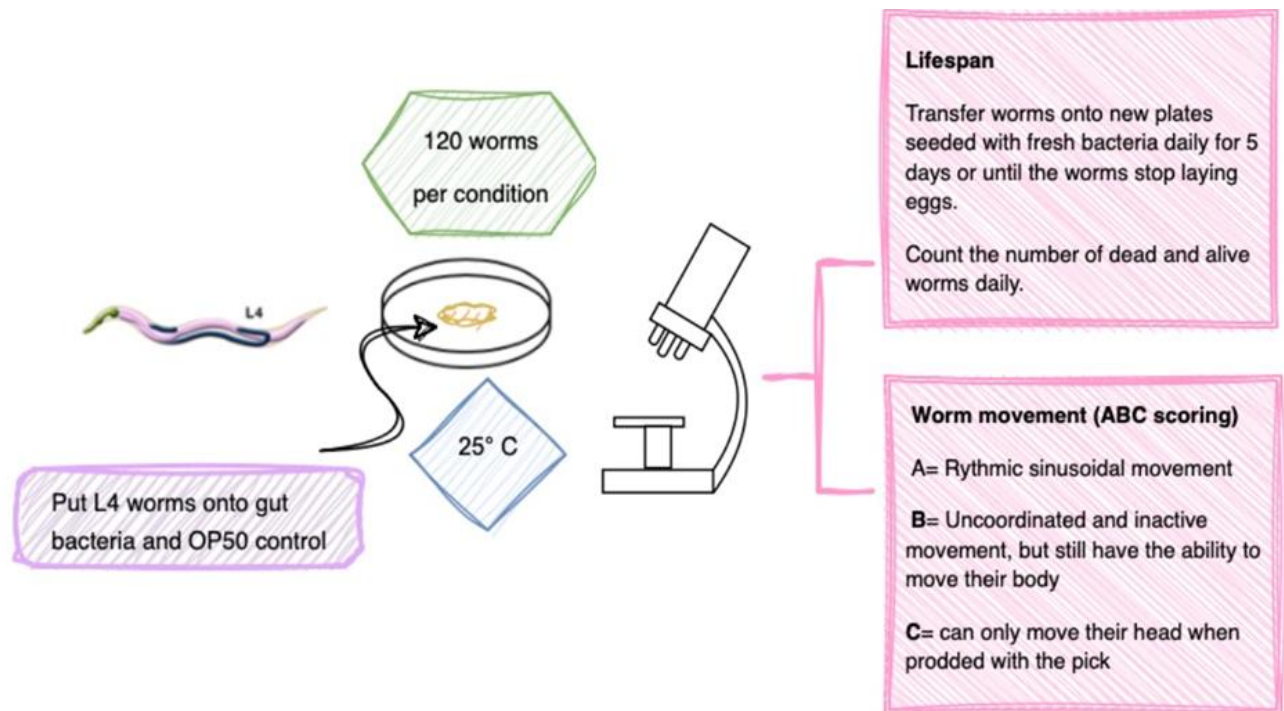 120 worms
per condition
L4
25° C
Put L4 worms onto gut
bacteria and OP50 control
Lifespan
Transfer worms onto new plates
seeded with fresh bacteria daily for 5
days or until the worms stop laying
eggs.
Count the number of dead and alive
worms daily.
Worm movement (ABC scoring)
A= Rythmic sinusoidal movement
B= Uncoordinated and inactive
movement, but still have the ability to
move their body
C= can only move their head when
prodded with the pick